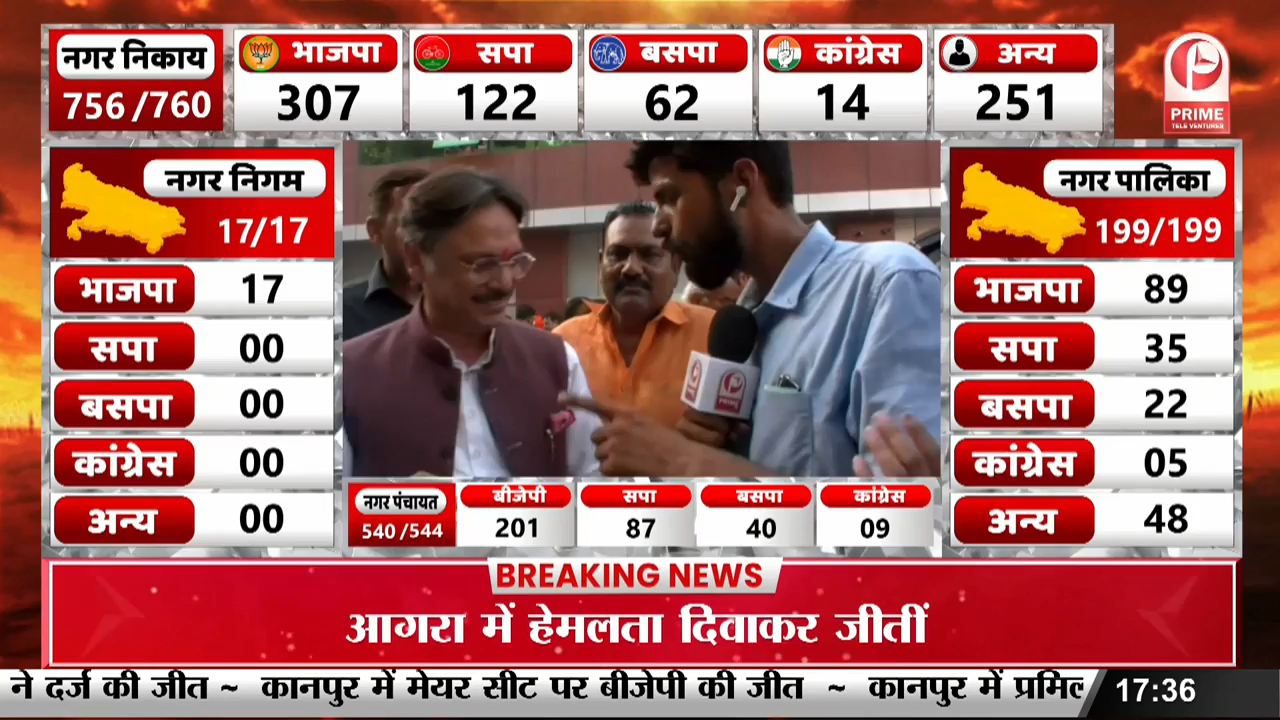 नगर निकाय
756 /760
भाजपा
307
सपा
122
बसपा
62
कांग्रेस
14
अन्य
251
PRIME
TELE VENTURES
नगर निगम
17/17
भाजपा 17
सपा 00
बसपा 00
कांग्रेस 00
अन्य 00
नगर पालिका
199/199
भाजपा 89
सपा 35
बसपा 22
कांग्रेस 05
अन्य 48
PRIME
नगर पंचायत
540 /544
बीजेपी
201
सपा
87
बसपा
40
कांग्रेस
09
BREAKING NEWS
आगरा में हेमलता दिवाकर जीतीं
ने दर्ज की जीत ~ कानपुर में मेयर सीट पर बीजेपी की जीत ~ कानपुर में
17:36